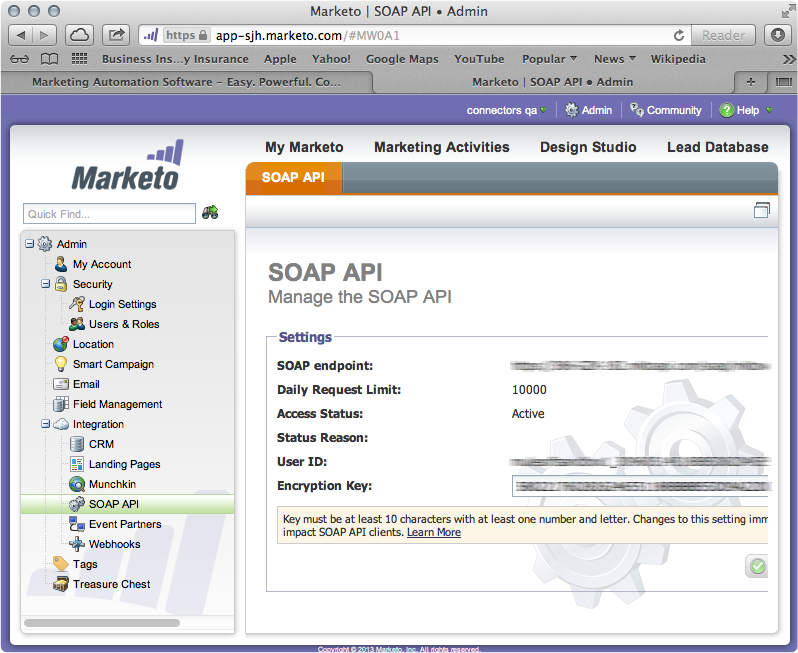 Marketo | SOAP API • Admin
https app-sjh.marketo.com/#MW0A1
Reader
Business Ins...y Insurance Apple Yahoo! Google Maps YouTube Popular News Wikipedia
Marketing Automation Software – Easy. Powerful. Co...
Marketo | SOAP API • Admin
connectors qa Admin Community Help
Marketo
My Marketo Marketing Activities Design Studio Lead Database
SOAP API
Quick Find...
Admin
My Account
Security
Login Settings
Users & Roles
Location
Smart Campaign
Email
Field Management
Integration
CRM
Landing Pages
Munchkin
SOAP API
Event Partners
Webhooks
Tags
Treasure Chest
SOAP API
Manage the SOAP API
Settings
SOAP endpoint:
Daily Request Limit: 10000
Access Status: Active
Status Reason:
User ID:
Encryption Key:
Key must be at least 10 characters with at least one number and letter. Changes to this setting imm
impact SOAP API clients. Learn More
Copyright © 2013 Marketo, Inc. All rights reserved.